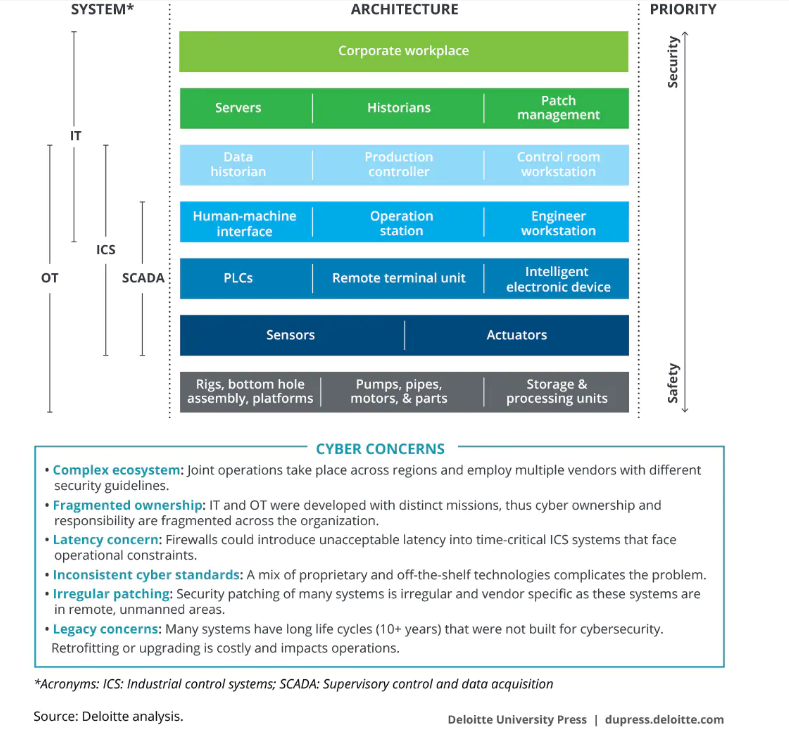 SYSTEM*
ARCHITECTURE
PRIORITY
Corporate workplace
Servers
Historians
Patch
management
Data
historian
Production
controller
Control room
workstation
Human-machine
interface
Operation
station
Engineer
workstation
PLCs
Remote terminal unit
Intelligent
electronic device
Sensors
Actuators
Rigs, bottom hole
assembly, platforms
Pumps, pipes,
motors, & parts
Storage &
processing units
IT
ICS
OT
SCADA
Security
Safety
CYBER CONCERNS
• Complex ecosystem: Joint operations take place across regions and employ multiple vendors with different
security guidelines.
• Fragmented ownership: IT and OT were developed with distinct missions, thus cyber ownership and
responsibility are fragmented across the organization.
• Latency concern: Firewalls could introduce unacceptable latency into time-critical ICS systems that face
operational constraints.
• Inconsistent cyber standards: A mix of proprietary and off-the-shelf technologies complicates the problem.
• Irregular patching: Security patching of many systems is irregular and vendor specific as these systems are
in remote, unmanned areas.
• Legacy concerns: Many systems have long life cycles (10+ years) that were not built for cybersecurity.
Retrofitting or upgrading is costly and impacts operations.
*Acronyms: ICS: Industrial control systems; SCADA: Supervisory control and data acquisition
Source: Deloitte analysis.
Deloitte University Press | dupress.deloitte.com